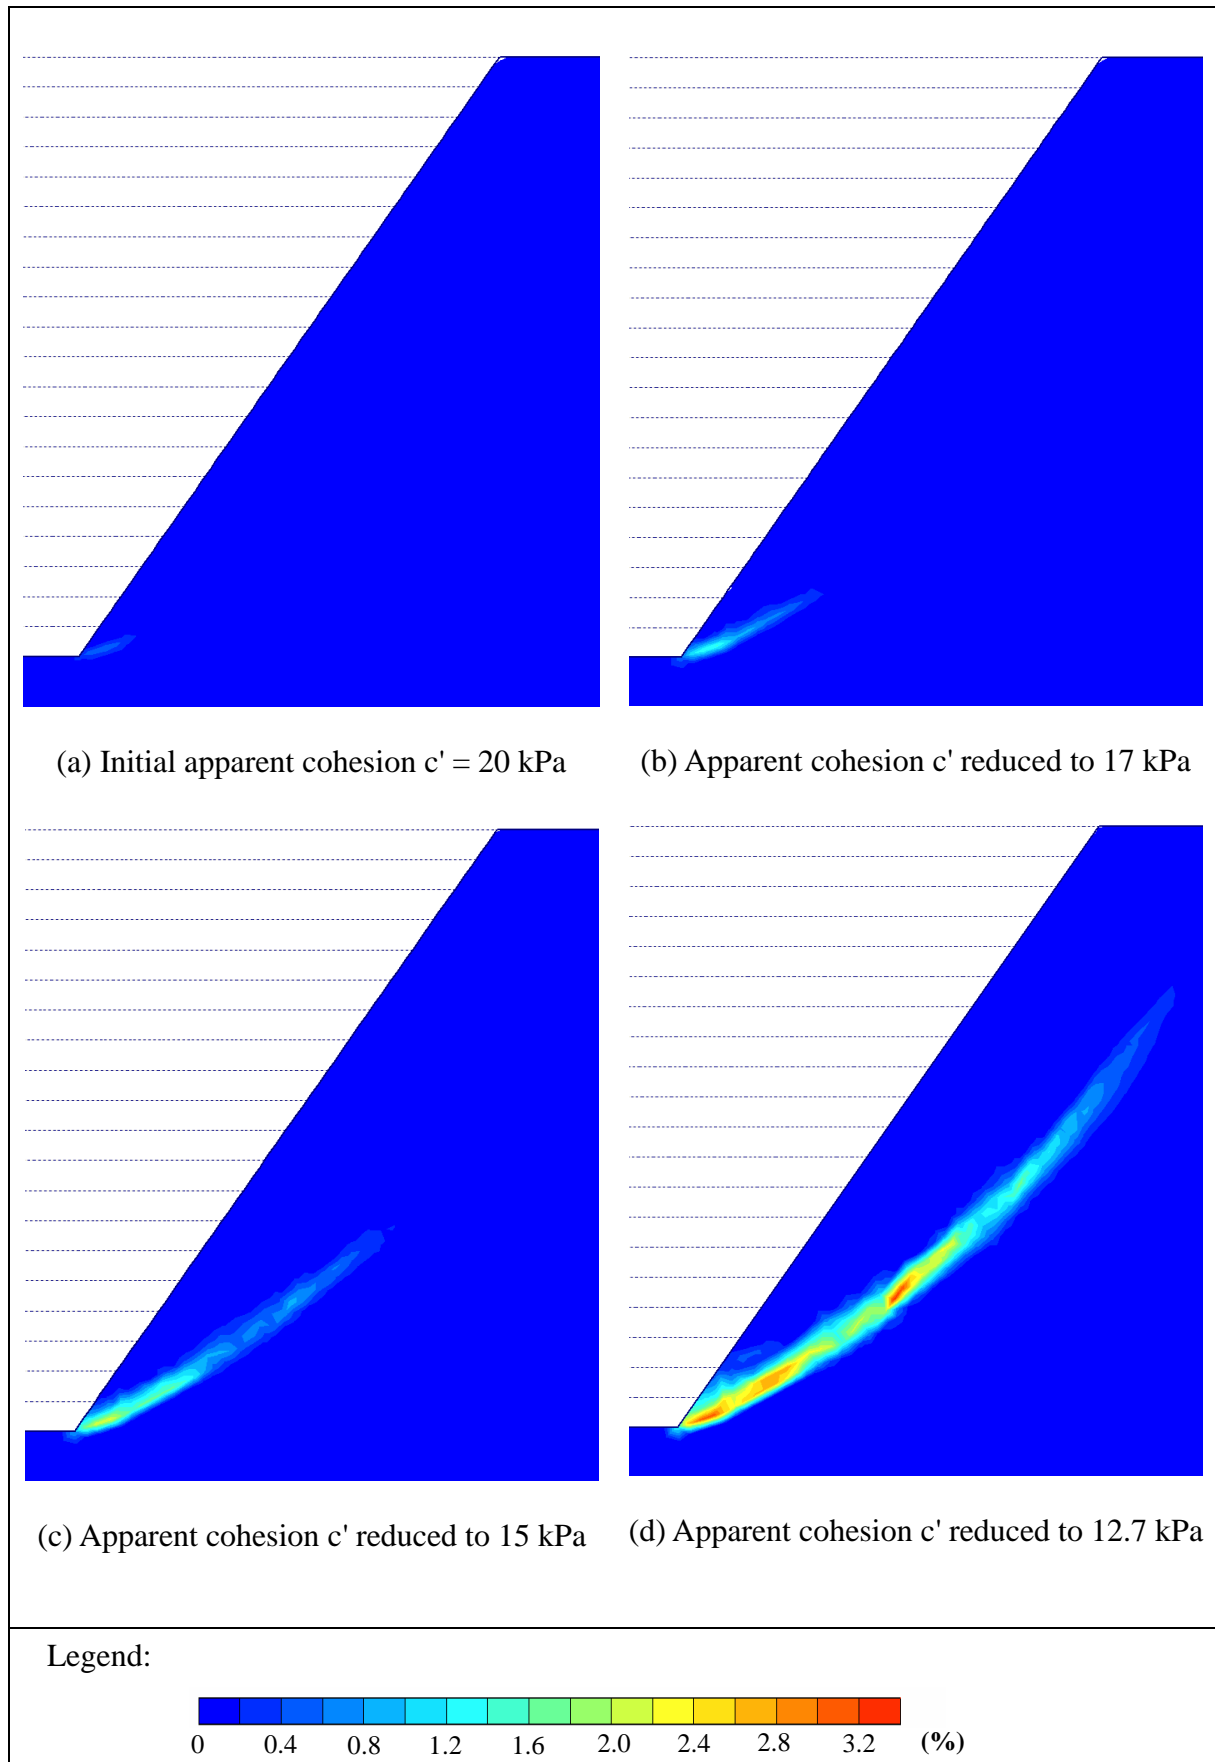 (a) Initial apparent cohesion c' = 20 kPa
(b) Apparent cohesion c' reduced to 17 kPa
(c) Apparent cohesion c' reduced to 15 kPa
(d) Apparent cohesion c' reduced to 12.7 kPa
Legend:
0 0.4 0.8 1.2 1.6 2.0 2.4 2.8 3.2 (%)